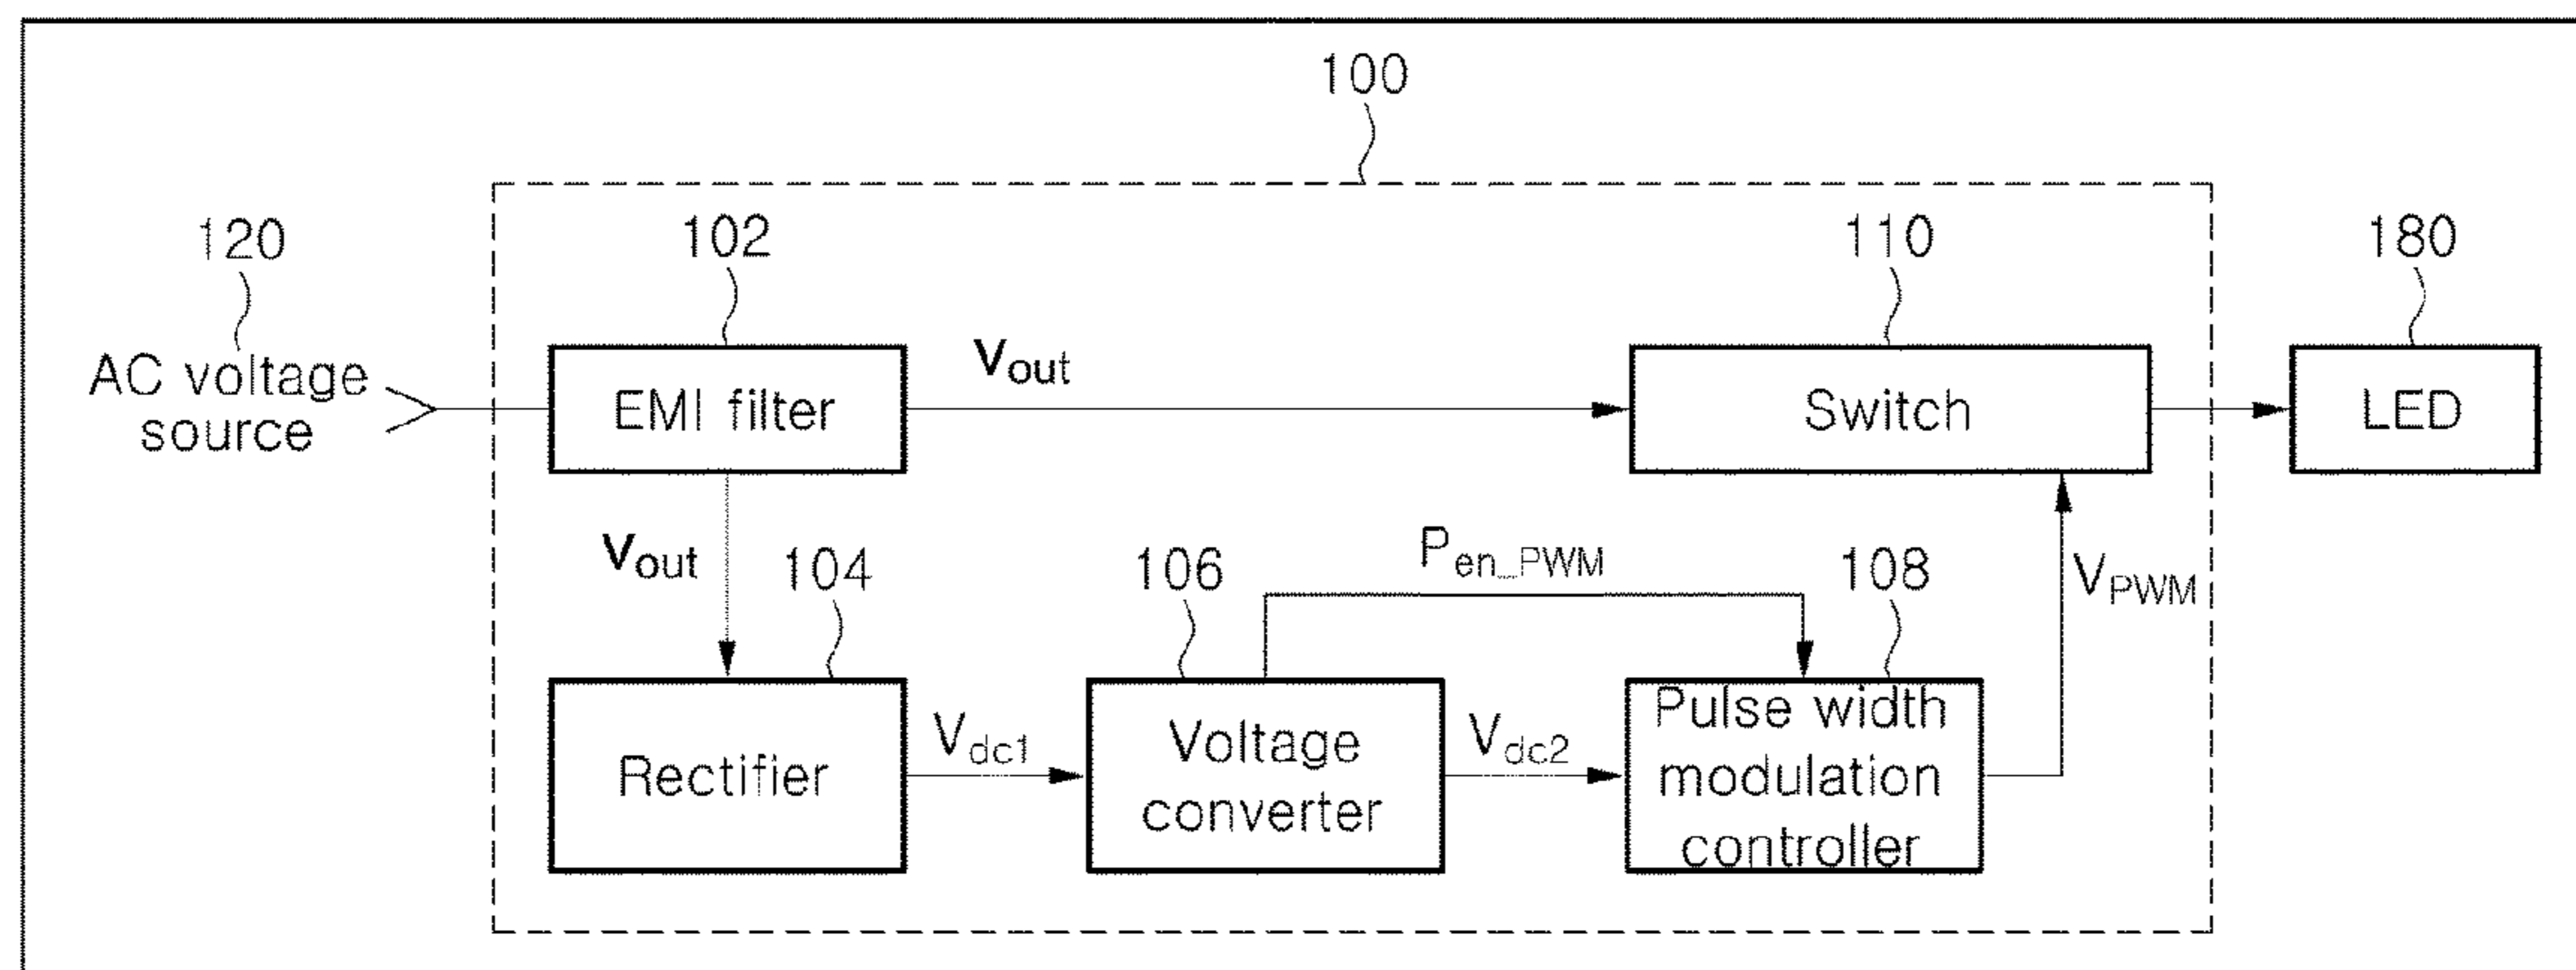 100
120
102
110
180
AC voltage
source
EMI filter
Vout
Switch
LED
Vout
104
106
Pen_PWM
108
VPWM
Rectifier
Vdc1
Voltage
converter
Vdc2
Pulse width
modulation
controller